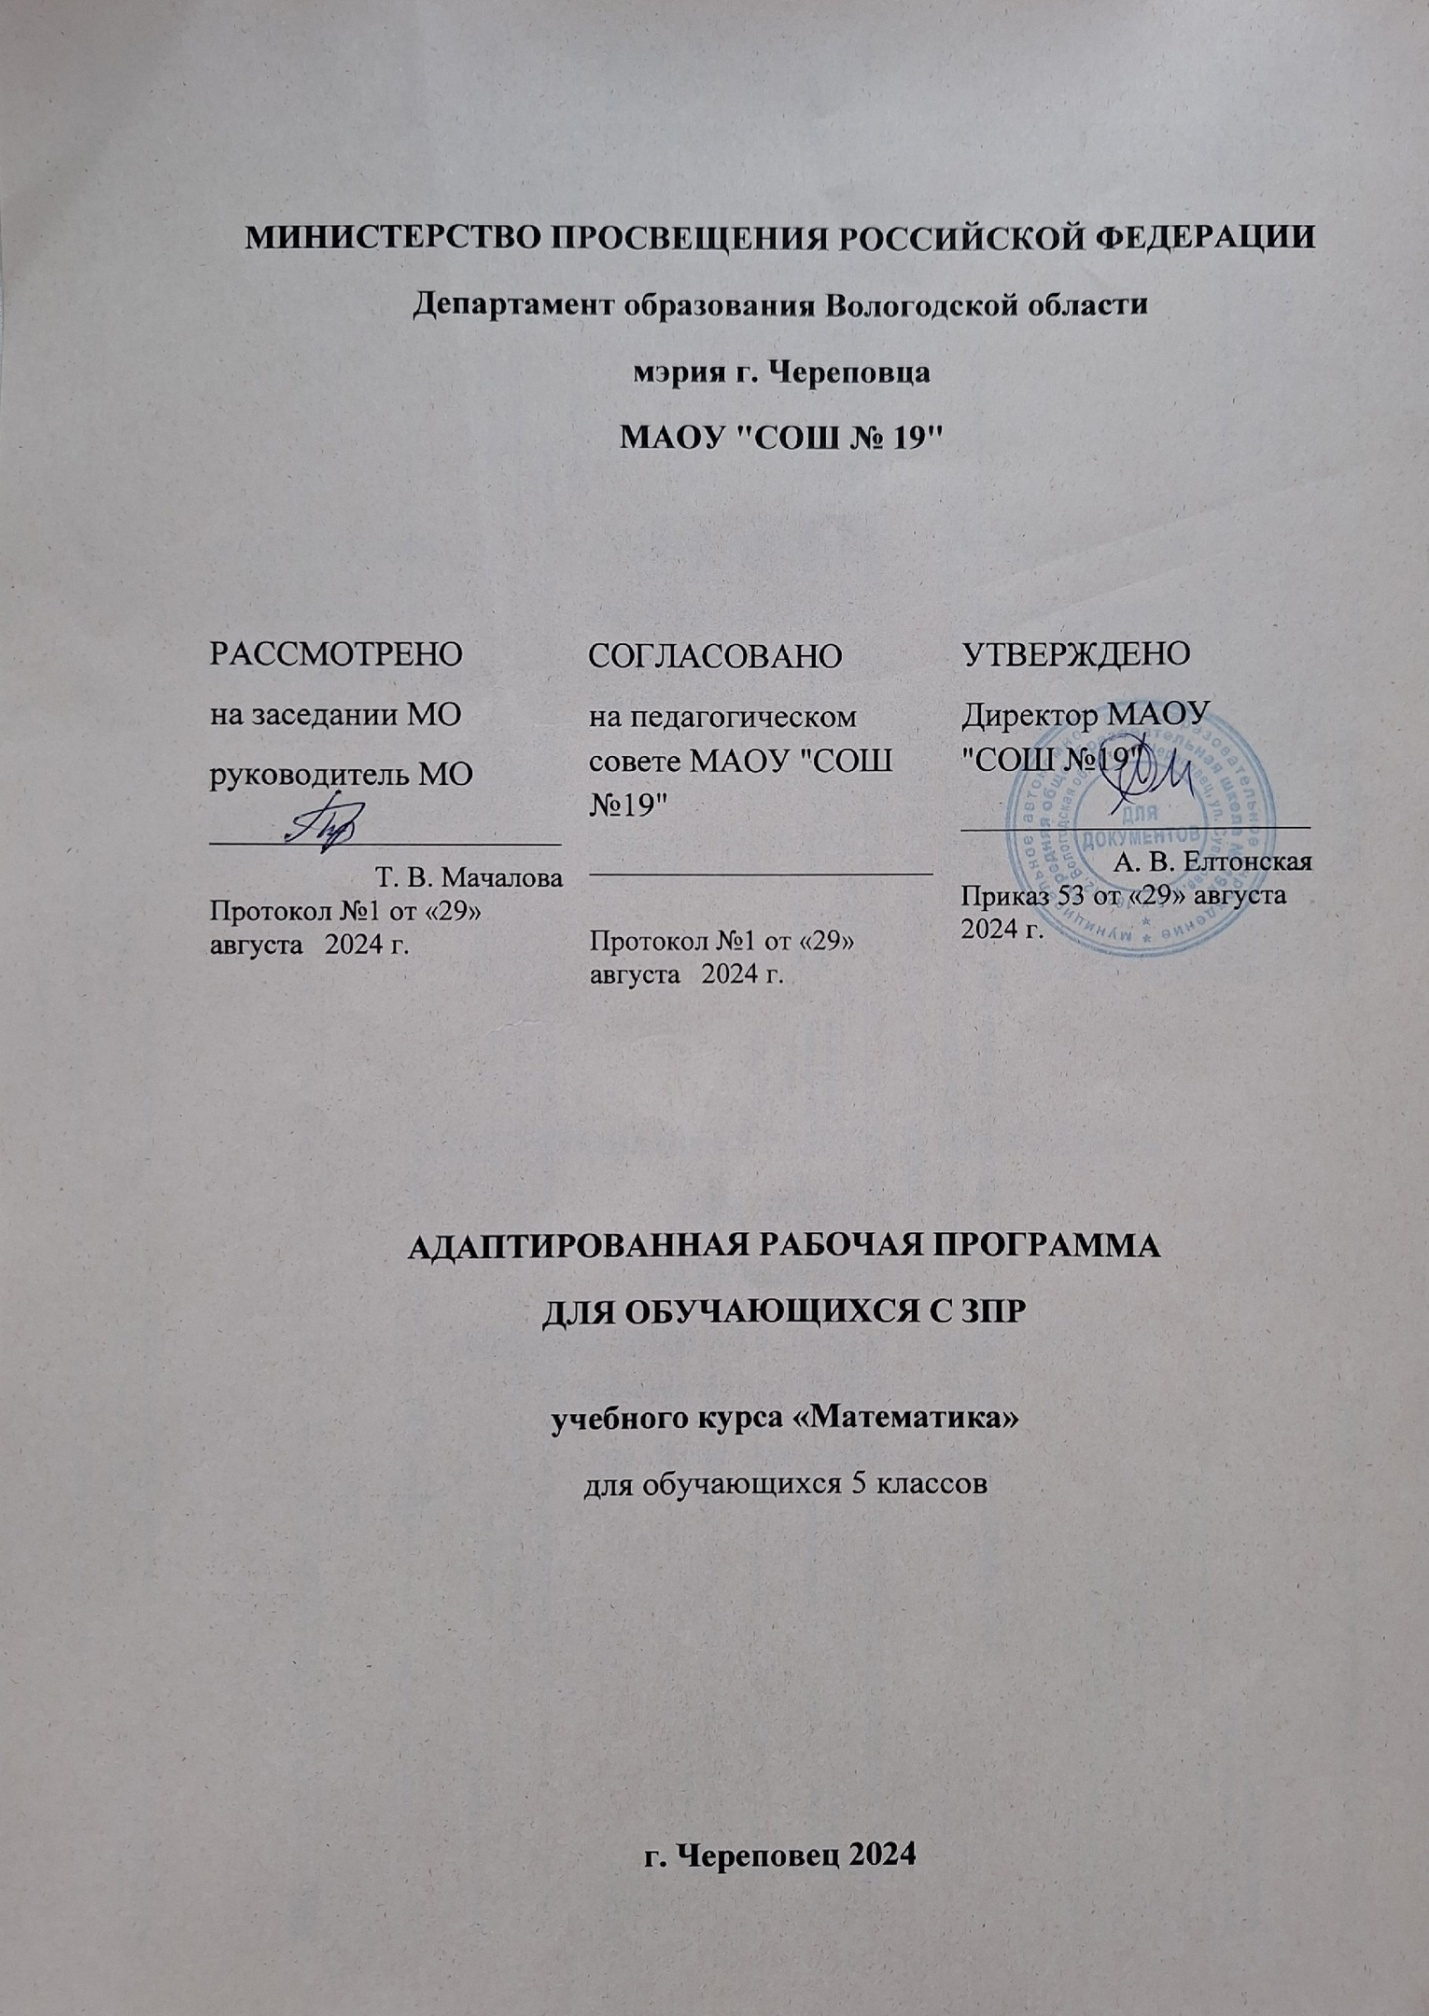 МИНИСТЕРСТВО ПРОСВЕЩЕНИЯ РОССИЙСКОЙ ФЕДЕРАЦИИ
Департамент образования Вологодской области
мэрия г. Череповца
МАОУ "СОШ № 19"
РАССМОТРЕНО
на заседании МО
руководитель МО
Т. В. Мачалова
Протокол №1 от «29»
августа 2024 г.
СОГЛАСОВАНО
на педагогическом
совете МАОУ "СОШ
№19"
Протокол №1 от «29»
августа 2024 г.
УТВЕРЖДЕНО
Директор МАОУ
"СОШ №19"
А. В. Елтонская
Приказ 53 от «29» августа
2024 г.
ДЛЯ
ДОКУМЕНТОВ
АДАПТИРОВАННАЯ РАБОЧАЯ ПРОГРАММА
ДЛЯ ОБУЧАЮЩИХСЯ С ЗПР
учебного курса «Математика»
для обучающихся 5 классов
г. Череповец 2024